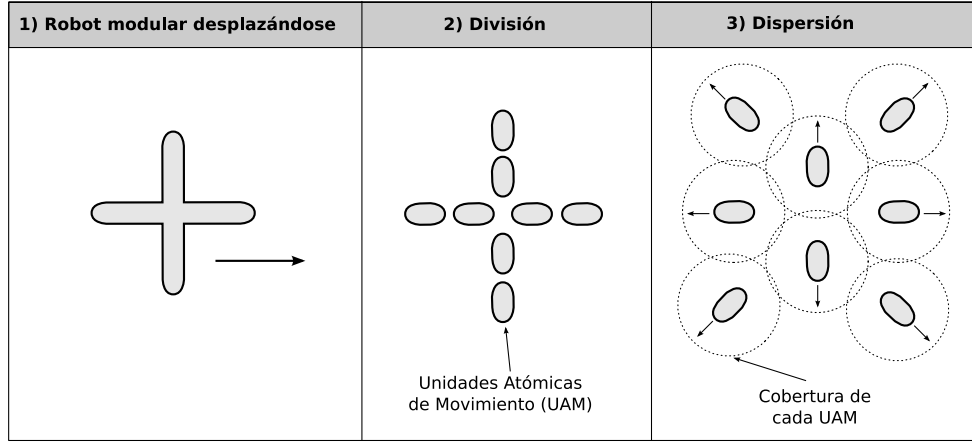 1) Robot modular desplazándose
2) División
3) Dispersión
Unidades Atómicas
de Movimiento (UAM)
Cobertura de
cada UAM